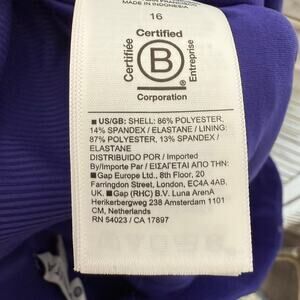 MADE IN INDONESIA
16
Certified
Certifiée
B
Entreprise
Corporation
■ US/GB: SHELL: 86% POLYESTER,
14% SPANDEX / ELASTANE / LINING:
87% POLYESTER, 13% SPANDEX /
ELASTANE
DISTRIBUIDO POR / Imported
By/Importe Par / ΕΙΣΑΓΕΤΑΙ ΑΠΟ ΤΗΝ:
■ Gap Europe Ltd., 8th Floor, 20
Farringdon Street, London, EC4A 4AB,
UK. ■ Gap (RHC) B.V. Luna ArenA
Herikerbergweg 238 Amsterdam 1101
CM, Netherlands
RN 54023 / CA 17897